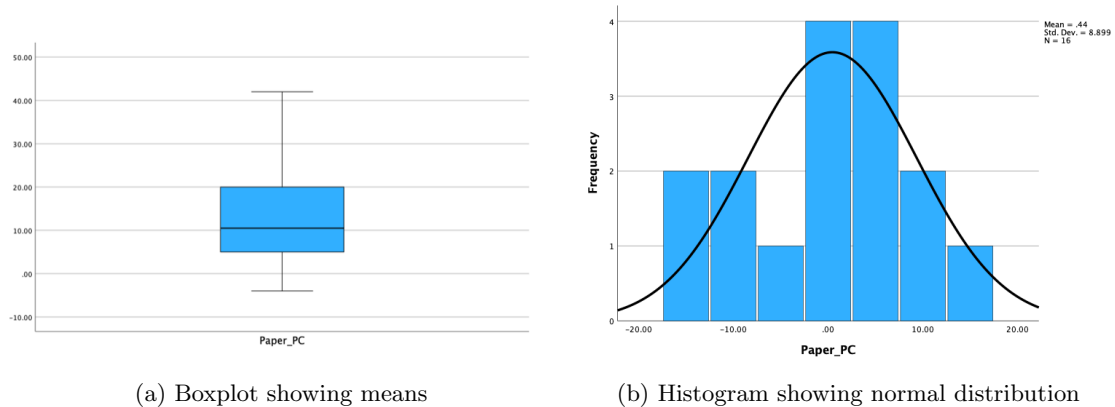 50.00
40.00
30.00
20.00
10.00
.00
-10.00
Paper_PC
(a) Boxplot showing means
Mean = .44
Std. Dev. = 8.899
N = 16
4
3
2
1
0
Frequency
-20.00 -10.00 .00 10.00 20.00
Paper_PC
(b) Histogram showing normal distribution